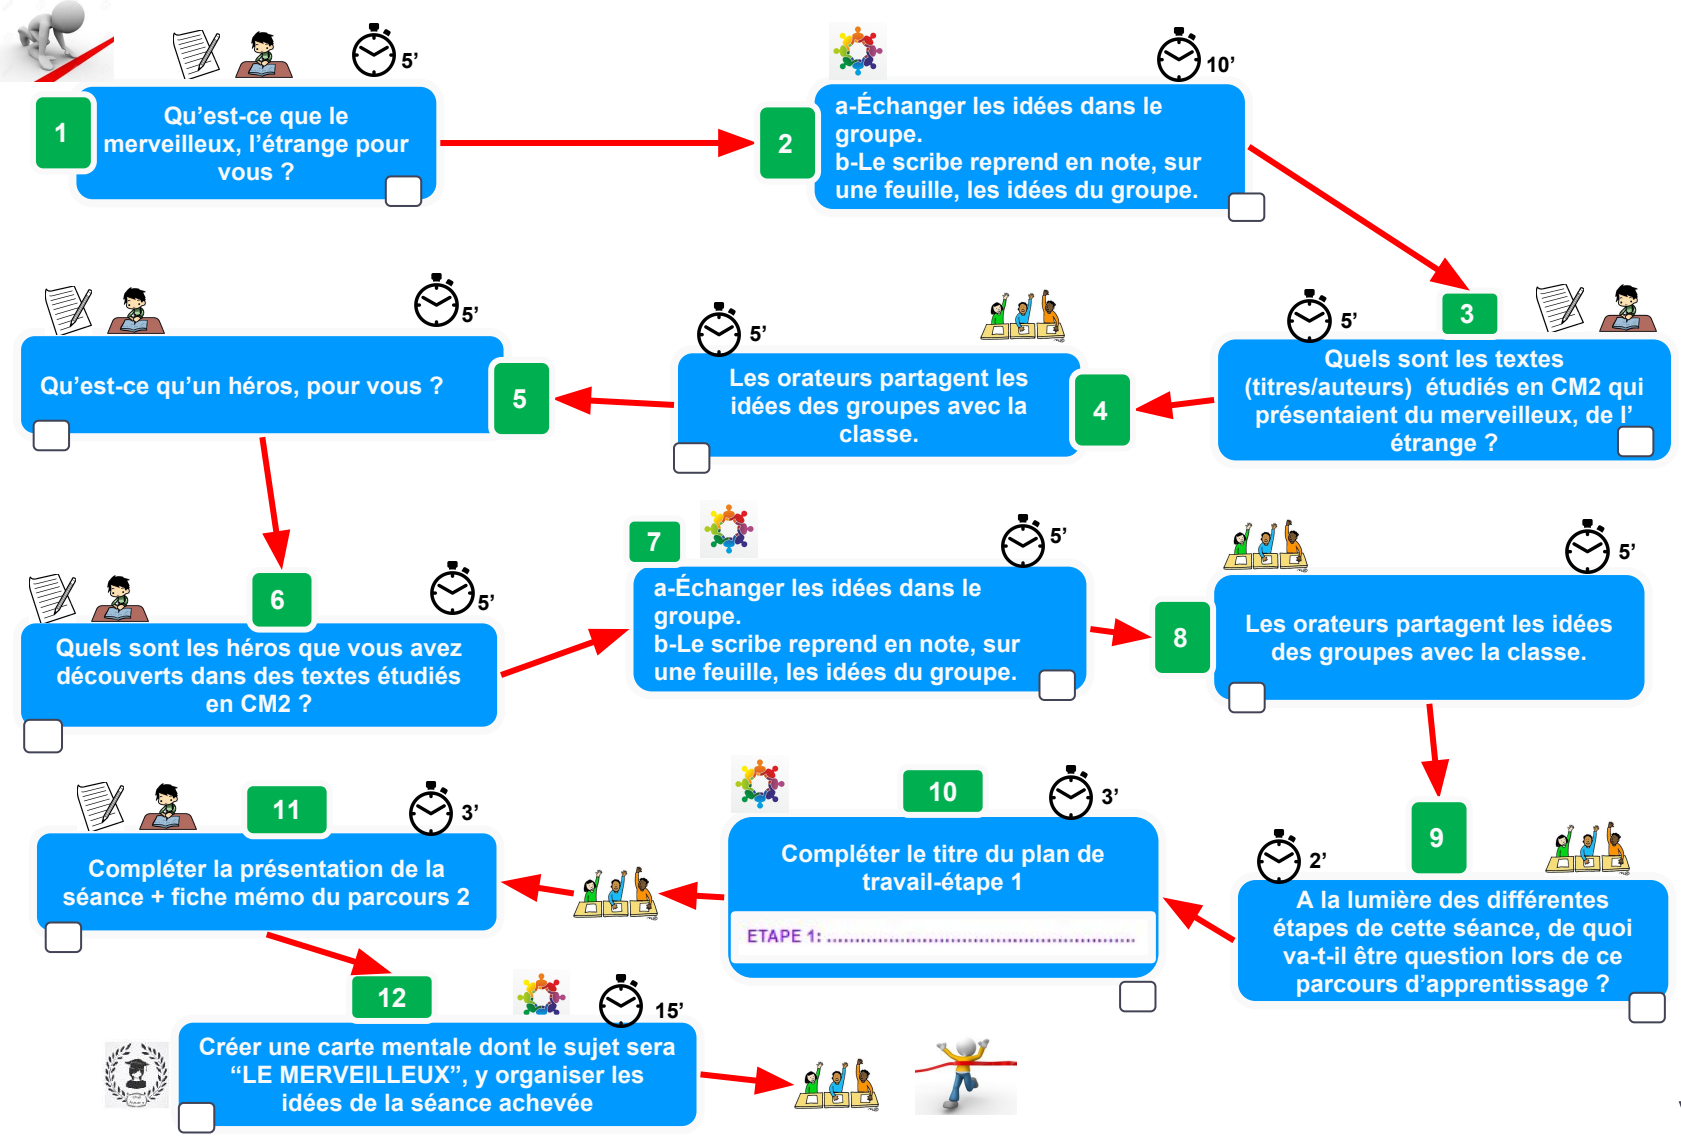 5’
1
Qu’est-ce que le
merveilleux, l’étrange pour
vous ?
10’
2
a-Échanger les idées dans le
groupe.
b-Le scribe reprend en note, sur
une feuille, les idées du groupe.
5’
3
Quels sont les textes
(titres/auteurs)  étudiés en CM2 qui
présentaient du merveilleux, de l’
étrange ?
5’
4
Les orateurs partagent les
idées des groupes avec la
classe.
5’
5
Qu’est-ce qu’un héros, pour vous ?
5’
6
Quels sont les héros que vous avez
découverts dans des textes étudiés
en CM2 ?
7
5’
a-Échanger les idées dans le
groupe.
b-Le scribe reprend en note, sur
une feuille, les idées du groupe.
5’
8
Les orateurs partagent les idées
des groupes avec la classe.
9
2’
A la lumière des différentes
étapes de cette séance, de quoi
va-t-il être question lors de ce
parcours d’apprentissage ?
10
3’
Compléter le titre du plan de
travail-étape 1
ETAPE 1: ........................................................
11
3’
Compléter la présentation de la
séance + fiche mémo du parcours 2
12
15’
Créer une carte mentale dont le sujet sera
“LE MERVEILLEUX”, y organiser les
idées de la séance achevée